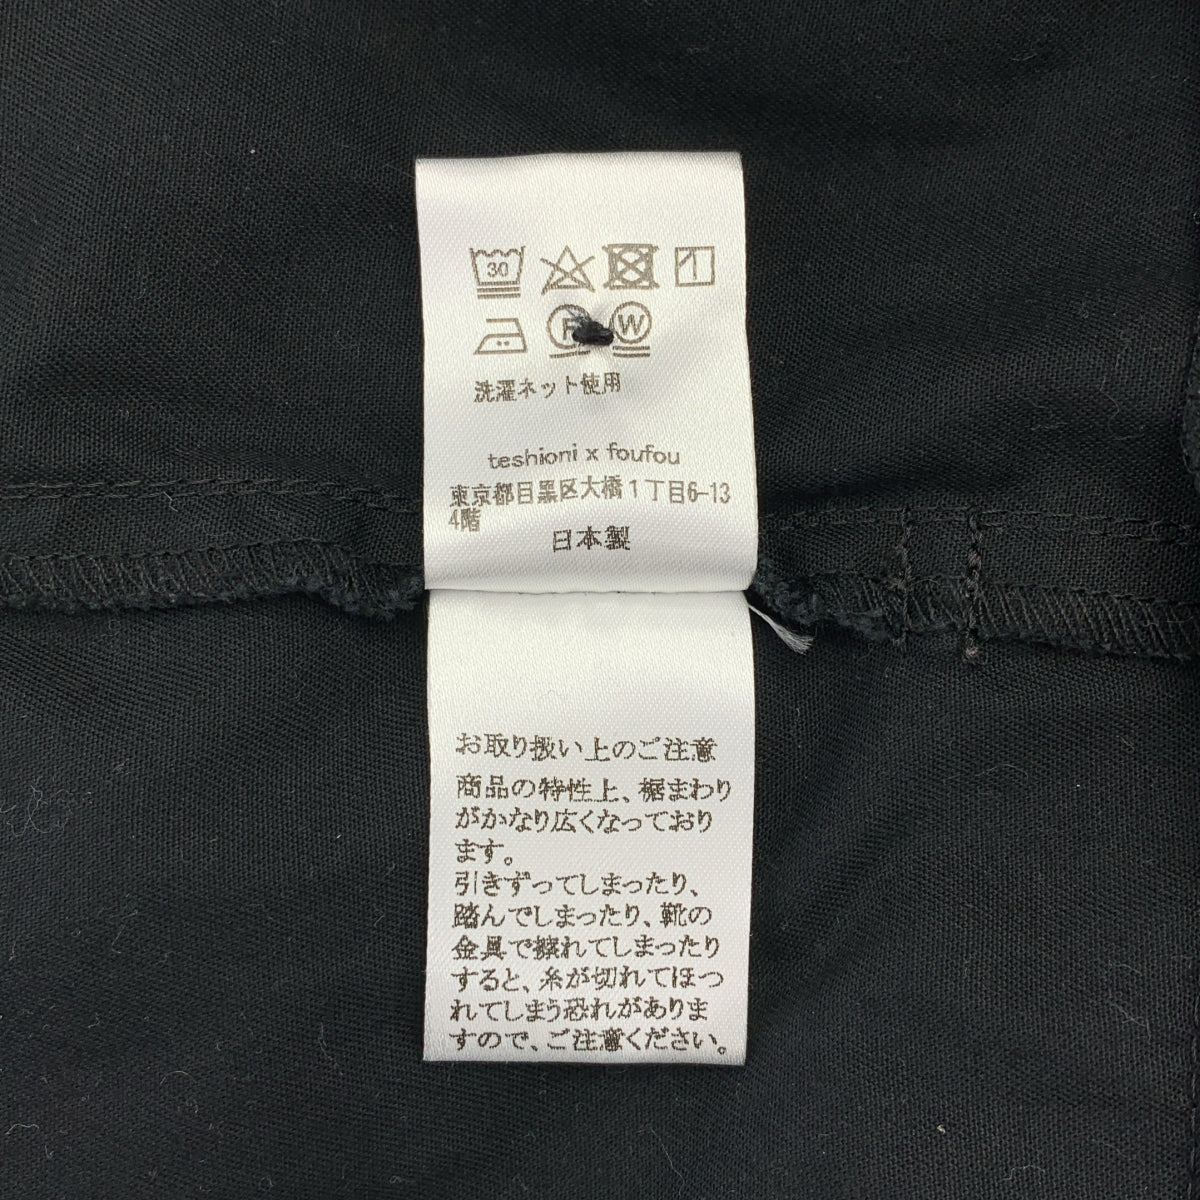 30
F W
洗濯ネット使用
teshioni x foufou
東京都目黒区大橋1丁目6-13
4階
日本製
お取り扱い上のご注意
商品の特性上、裾まわり
がかなり広くなっており
ます。
引きずってしまったり、
踏んでしまったり、靴の
金具で擦れてしまったり
すると、糸が切れてほつ
れてしまう恐れがありま
すので、ご注意ください。